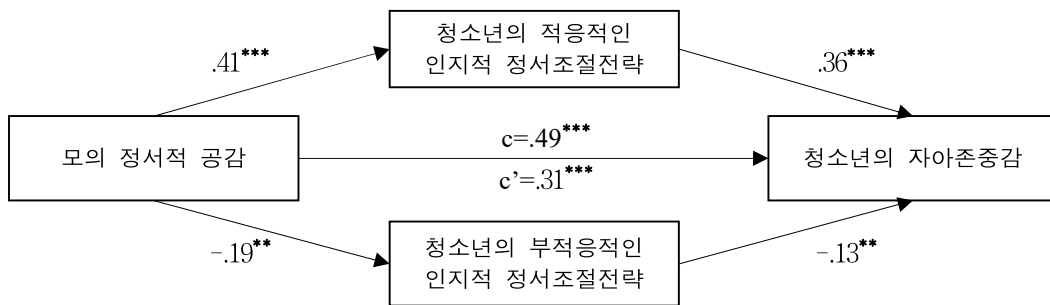 청소년의 적응적인
인지적 정서조절전략
.41***
.36***
모의 정서적 공감
c=.49***
c’=.31***
청소년의 자아존중감
-.19**
-.13**
청소년의 부적응적인
인지적 정서조절전략